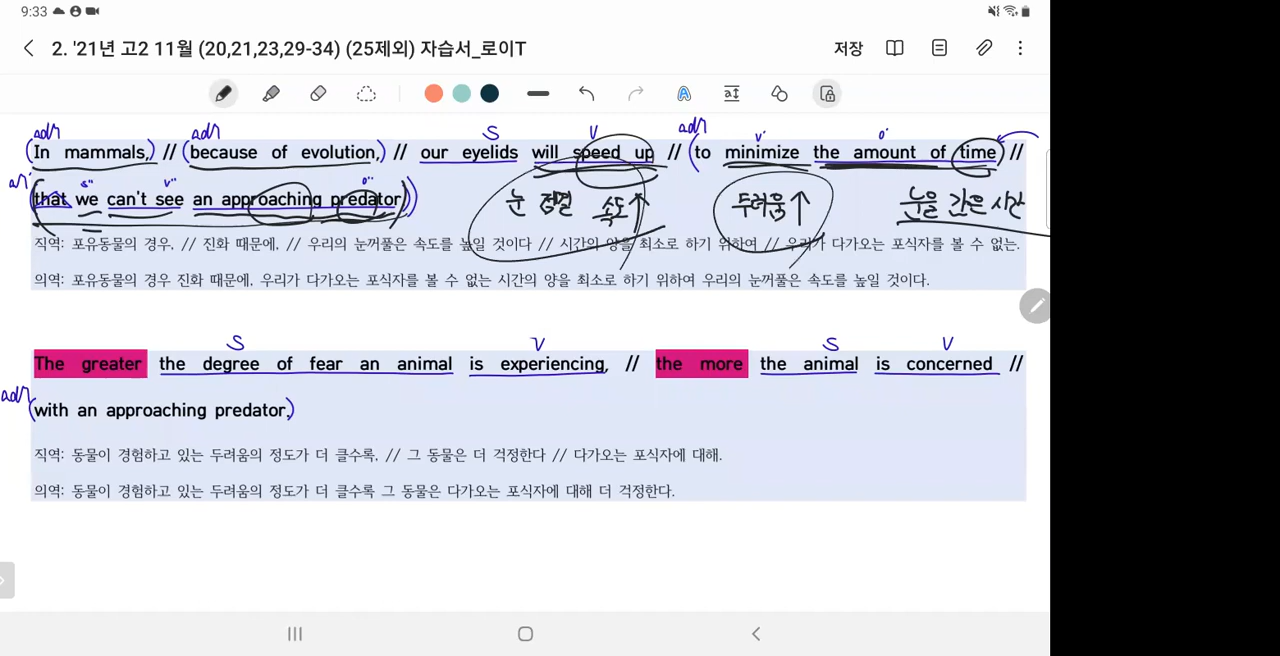 9:33
2. '21년 고2 11월 (20,21,23,29-34) (25제외) 자습서_로이T
저장
S V v' o'
(In mammals,) // (because of evolution,) // our eyelids will speed up // (to minimize the amount of time) //
s'' v'' o''
(that we can't see an approaching predator))
눈 깜빡 속도↑ 두려움↑ 눈을 감은 시간
직역: 포유동물의 경우. // 진화 때문에. // 우리의 눈꺼풀은 속도를 높일 것이다 // 시간의 양을 최소로 하기 위하여 // 우리가 다가오는 포식자를 볼 수 없는.
의역: 포유동물의 경우 진화 때문에. 우리가 다가오는 포식자를 볼 수 없는 시간의 양을 최소로 하기 위하여 우리의 눈꺼풀은 속도를 높일 것이다.
S V S V
The greater the degree of fear an animal is experiencing, // the more the animal is concerned //
(with an approaching predator.)
직역: 동물이 경험하고 있는 두려움의 정도가 더 클수록. // 그 동물은 더 걱정한다 // 다가오는 포식자에 대해.
의역: 동물이 경험하고 있는 두려움의 정도가 더 클수록 그 동물은 다가오는 포식자에 대해 더 걱정한다.